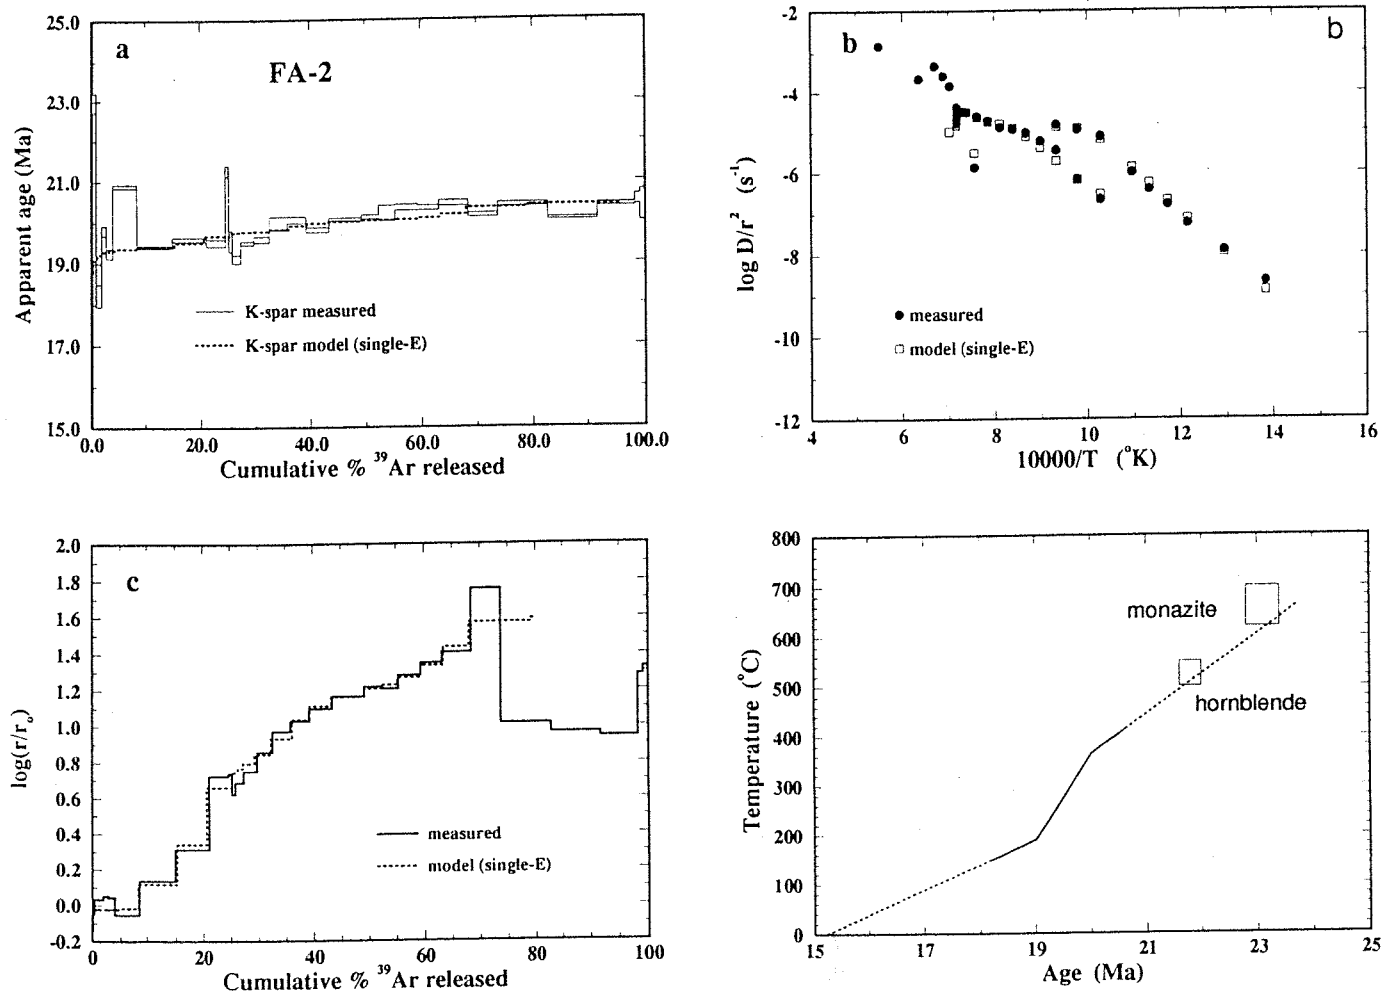 a
FA-2
25.0
23.0
21.0
19.0
17.0
15.0
Apparent age (Ma)
K-spar measured
K-spar model (single-E)
0.0
20.0
40.0
60.0
80.0
100.0
Cumulative % ³⁹Ar released
b
b
-2
-4
-6
-8
-10
-12
log D/r² (s⁻¹)
measured
model (single-E)
4
6
8
10
12
14
16
10000/T (°K)
c
2.0
1.8
1.6
1.4
1.2
1.0
0.8
0.6
0.4
0.2
0.0
-0.2
log(r/r₀)
measured
model (single-E)
0
20
40
60
80
100
Cumulative % ³⁹Ar released
800
700
600
500
400
300
200
100
0
Temperature (°C)
monazite
hornblende
15
17
19
21
23
25
Age (Ma)